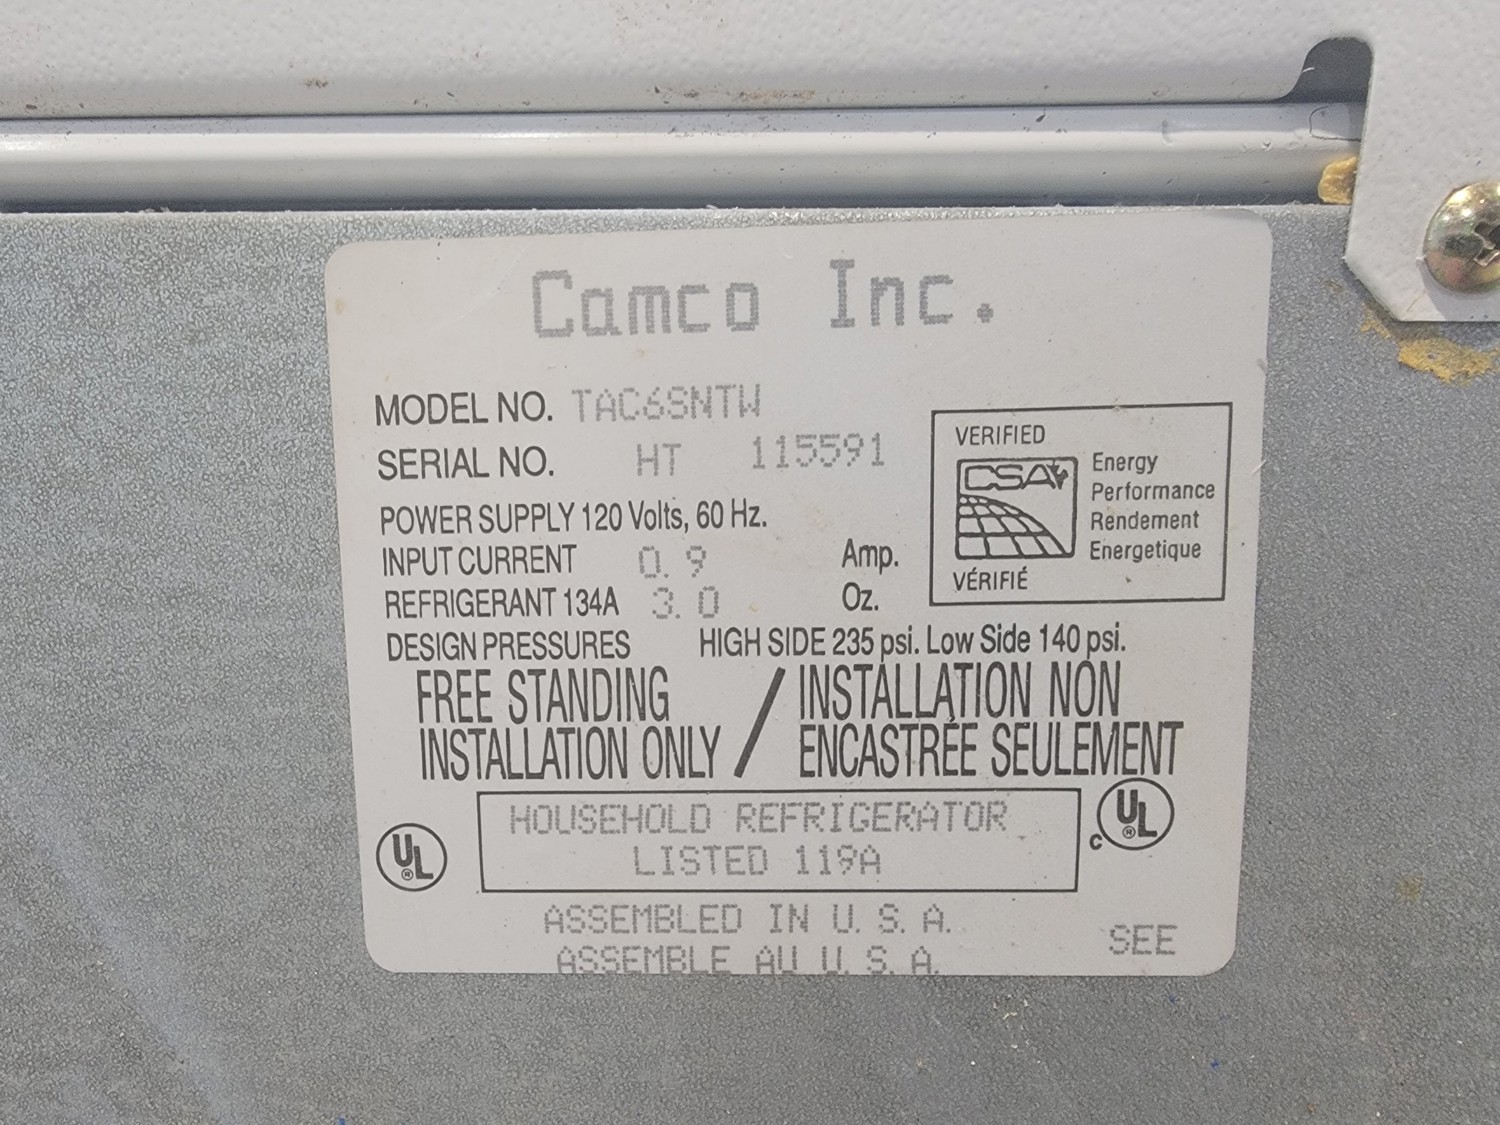 Camco Inc.
MODEL NO. TAC6SNTW
SERIAL NO. HT 115591
POWER SUPPLY 120 Volts, 60 Hz.
INPUT CURRENT 0.9 Amp.
REFRIGERANT 134A 3.0 Oz.
DESIGN PRESSURES HIGH SIDE 235 psi. Low Side 140 psi.
VERIFIED
CSA
Energy
Performance
Rendement
Energetique
VÉRIFIÉ
FREE STANDING / INSTALLATION NON
INSTALLATION ONLY ENCASTRÉE SEULEMENT
HOUSEHOLD REFRIGERATOR
LISTED 119A
UL ®
C UL ®
ASSEMBLED IN U.S.A.
ASSEMBLE AU U.S.A.
SEE